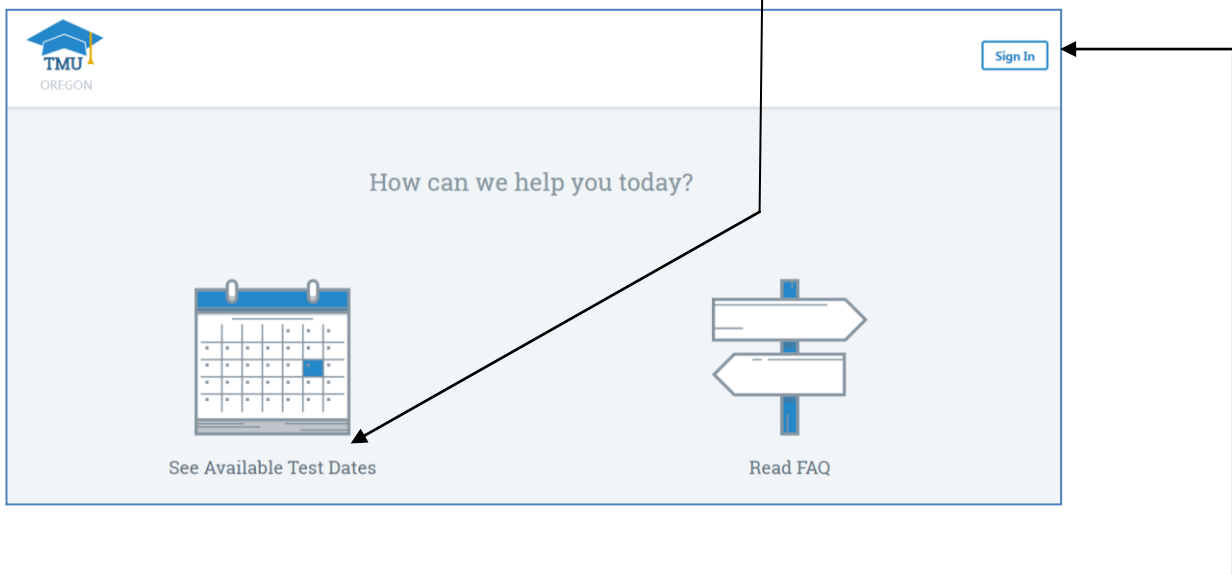 TMU
OREGON
Sign In
How can we help you today?
See Available Test Dates
Read FAQ